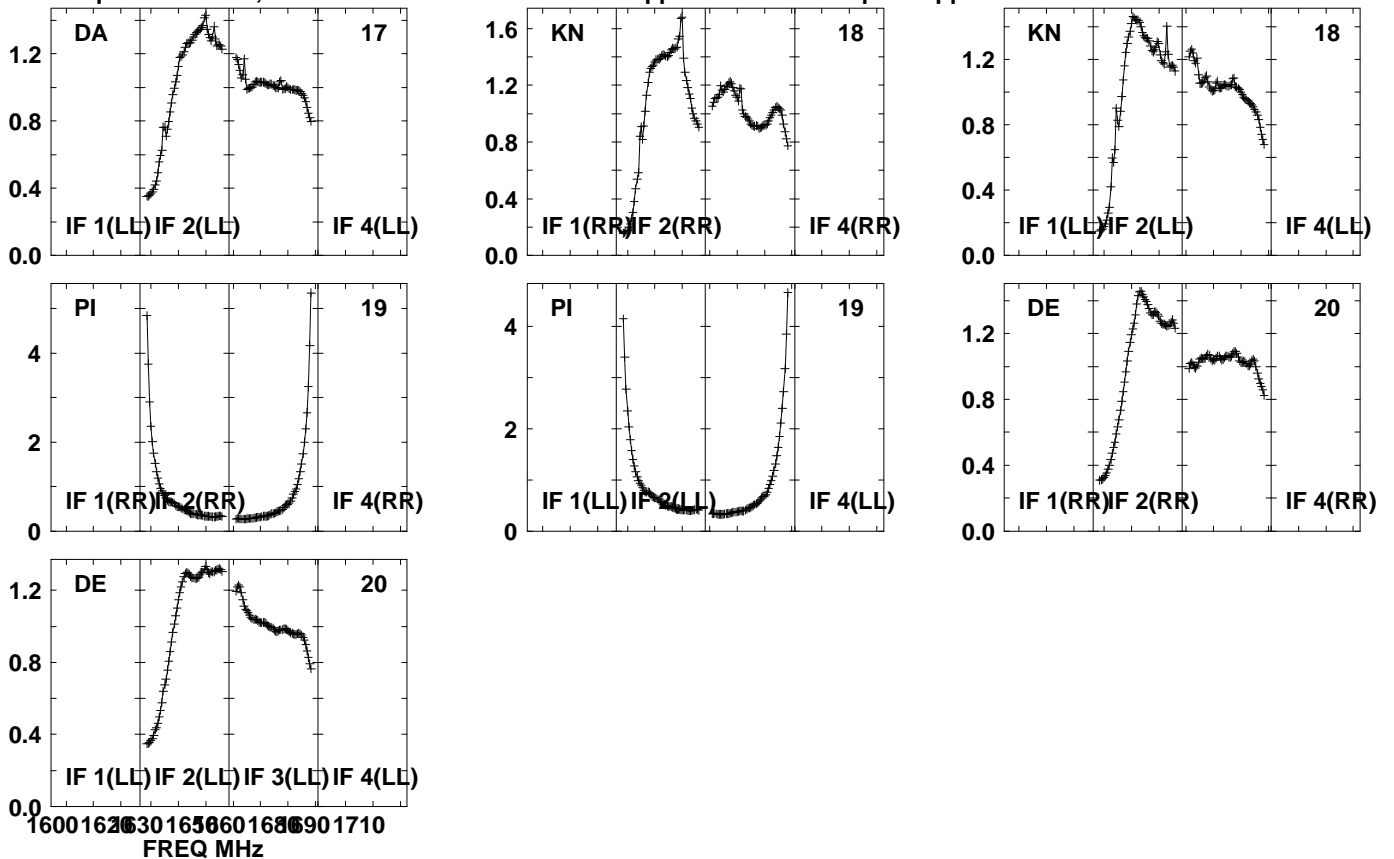 DA 17
1.2
0.8
0.4
0.0
IF 1(LL) IF 2(LL) IF 4(LL)
KN 18
1.6
1.2
0.8
0.4
0.0
IF 1(RR) IF 2(RR) IF 4(RR)
KN 18
1.2
0.8
0.4
0.0
IF 1(LL) IF 2(LL) IF 4(LL)
PI 19
4
2
0
IF 1(RR) IF 2(RR) IF 4(RR)
PI 19
4
2
0
IF 1(LL) IF 2(LL) IF 4(LL)
DE 20
1.2
0.8
0.4
0.0
IF 1(RR) IF 2(RR) IF 4(RR)
DE 20
1.2
0.8
0.4
0.0
IF 1(LL) IF 2(LL) IF 3(LL) IF 4(LL)
1600 1620 1630 1650 1660 1680 1690 1710
FREQ MHz